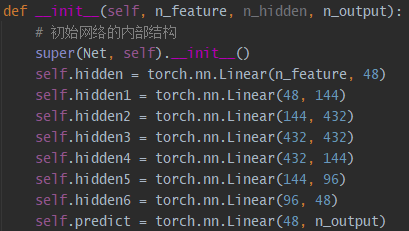 def __init__(self, n_feature, n_hidden, n_output):
# 初始网络的内部结构
super(Net, self).__init__()
self.hidden = torch.nn.Linear(n_feature, 48)
self.hidden1 = torch.nn.Linear(48, 144)
self.hidden2 = torch.nn.Linear(144, 432)
self.hidden3 = torch.nn.Linear(432, 432)
self.hidden4 = torch.nn.Linear(432, 144)
self.hidden5 = torch.nn.Linear(144, 96)
self.hidden6 = torch.nn.Linear(96, 48)
self.predict = torch.nn.Linear(48, n_output)